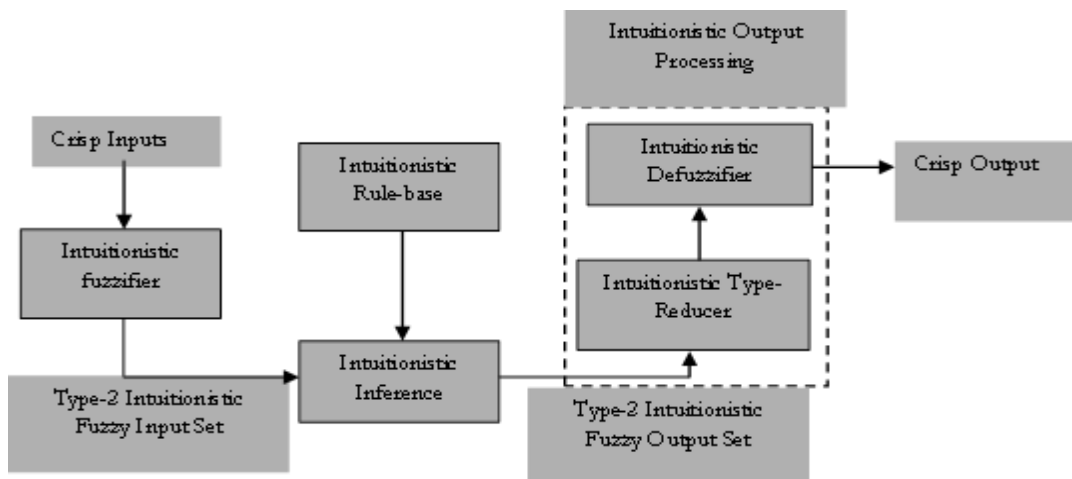 Intuitionistic Output
Processing
Crisp Inputs
Intuitionistic
Rule-base
Intuitionistic
Defuzzifier
Crisp Output
Intuitionistic
fuzzifier
Intuitionistic Type-
Reducer
Intuitionistic
Inference
Type-2 Intuitionistic
Fuzzy Input Set
Type-2 Intuitionistic
Fuzzy Output Set